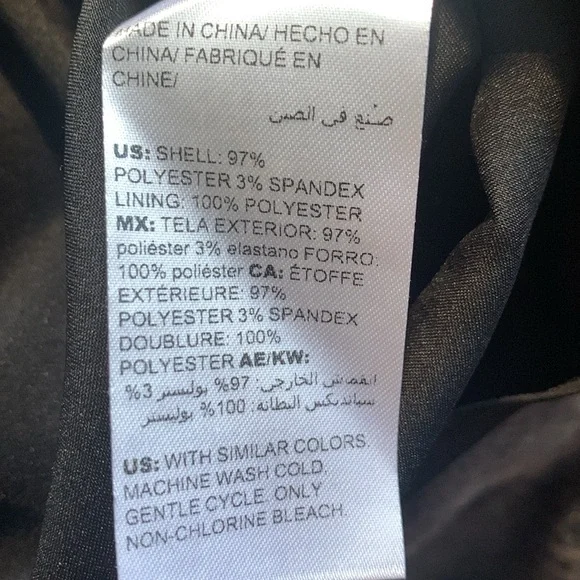 MADE IN CHINA/ HECHO EN
CHINA/ FABRIQUÉ EN
CHINE/
صنع في الصين
US: SHELL: 97%
POLYESTER 3% SPANDEX
LINING: 100% POLYESTER
MX: TELA EXTERIOR: 97%
poliéster 3% elastano FORRO:
100% poliéster CA: ÉTOFFE
EXTÉRIEURE: 97%
POLYESTER 3% SPANDEX
DOUBLURE: 100%
POLYESTER AE/KW:
القماش الخارجي: 97% بوليستر 3%
سباندكس البطانة: 100% بوليستر
US: WITH SIMILAR COLORS.
MACHINE WASH COLD.
GENTLE CYCLE. ONLY
NON-CHLORINE BLEACH.